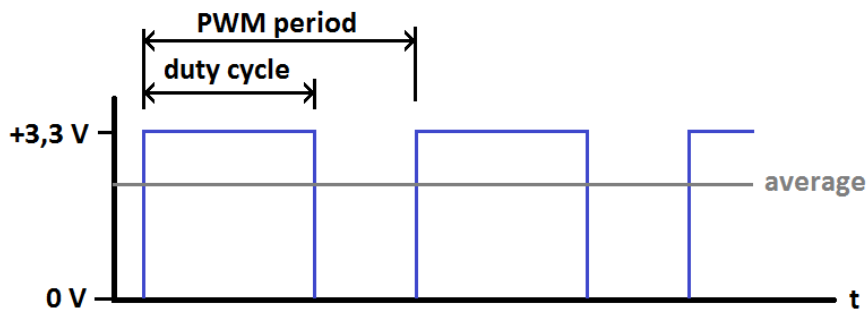 PWM period
duty cycle
+3,3 V
average
0 V
t